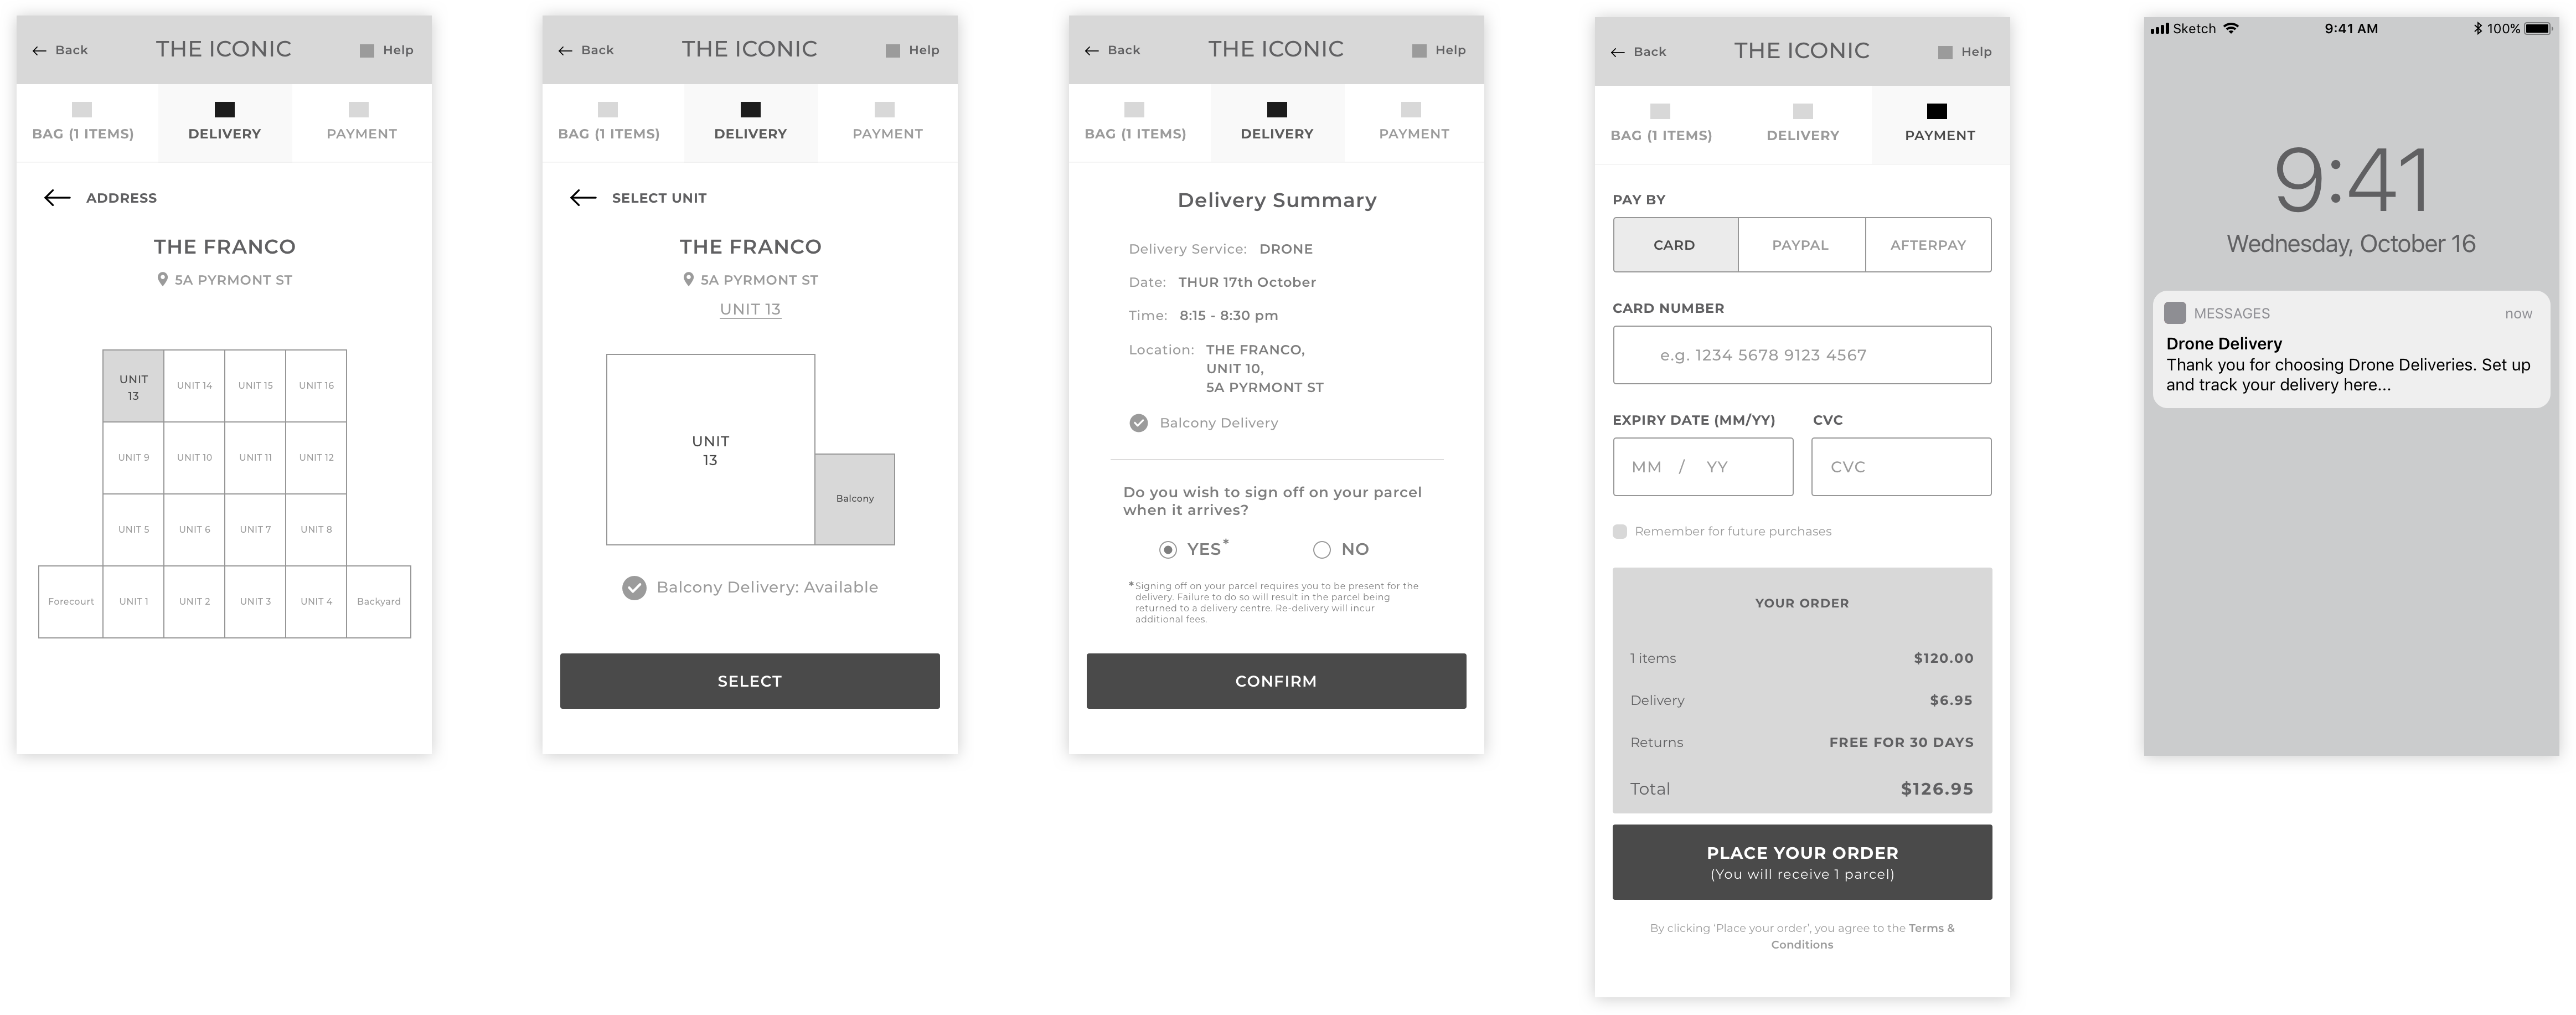 Back THE ICONIC Help
BAG (1 ITEMS) DELIVERY PAYMENT
ADDRESS
THE FRANCO
5A PYRMONT ST
UNIT
13
UNIT 14 UNIT 15 UNIT 16
UNIT 9 UNIT 10 UNIT 11 UNIT 12
UNIT 5 UNIT 6 UNIT 7 UNIT 8
Forecourt UNIT 1 UNIT 2 UNIT 3 UNIT 4 Backyard
Back THE ICONIC Help
BAG (1 ITEMS) DELIVERY PAYMENT
SELECT UNIT
THE FRANCO
5A PYRMONT ST
UNIT 13
UNIT
13
Balcony
Balcony Delivery: Available
SELECT
Back THE ICONIC Help
BAG (1 ITEMS) DELIVERY PAYMENT
Delivery Summary
Delivery Service: DRONE
Date: THUR 17th October
Time: 8:15 - 8:30 pm
Location: THE FRANCO,
UNIT 10,
5A PYRMONT ST
Balcony Delivery
Do you wish to sign off on your parcel
when it arrives?
YES* NO
*Signing off on your parcel requires you to be present for the
delivery. Failure to do so will result in the parcel being
returned to a delivery centre. Re-delivery will incur
additional fees.
CONFIRM
Back THE ICONIC Help
BAG (1 ITEMS) DELIVERY PAYMENT
PAY BY
CARD PAYPAL AFTERPAY
CARD NUMBER
e.g. 1234 5678 9123 4567
EXPIRY DATE (MM/YY) CVC
MM / YY CVC
Remember for future purchases
YOUR ORDER
1 items $120.00
Delivery $6.95
Returns FREE FOR 30 DAYS
Total $126.95
PLACE YOUR ORDER
(You will receive 1 parcel)
By clicking ‘Place your order’, you agree to the Terms &
Conditions
Sketch 9:41 AM 100%
9:41
Wednesday, October 16
MESSAGES now
Drone Delivery
Thank you for choosing Drone Deliveries. Set up
and track your delivery here...